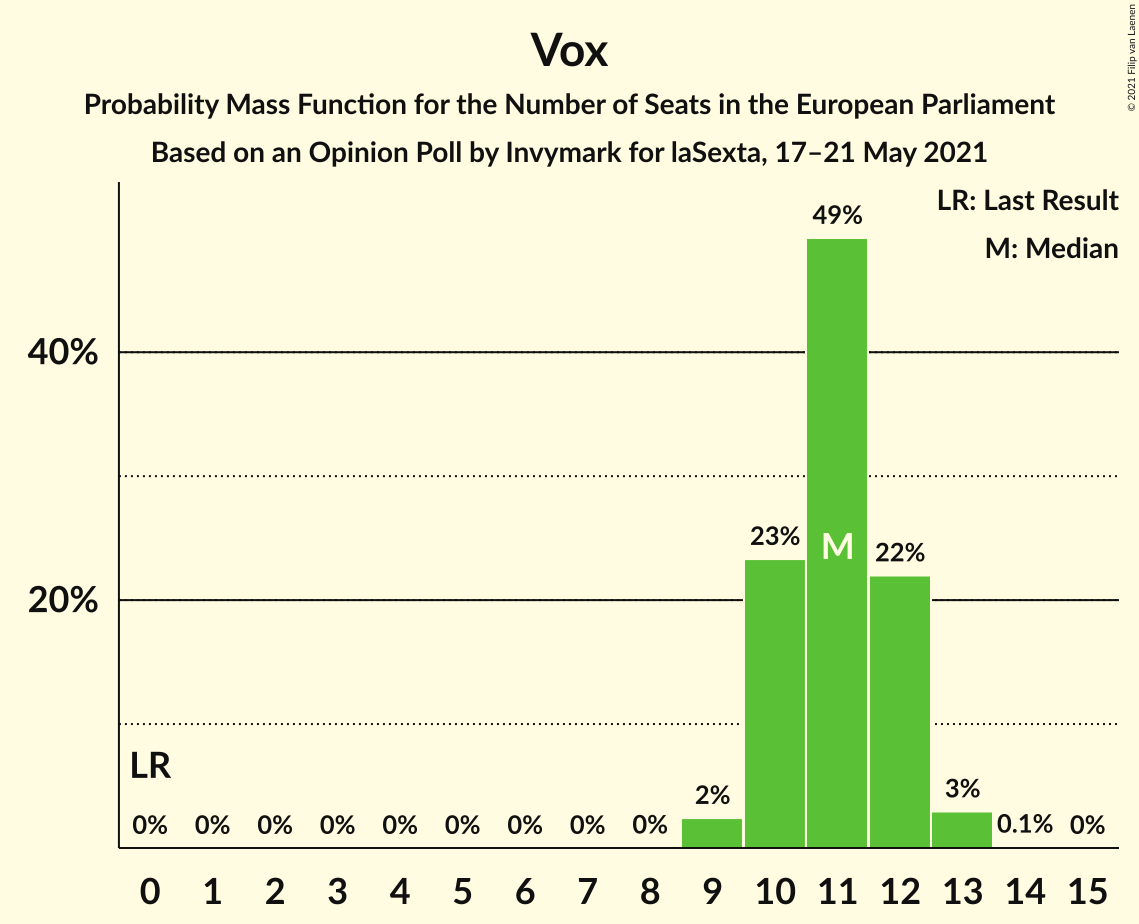 Vox
Probability Mass Function for the Number of Seats in the European Parliament
Based on an Opinion Poll by Invymark for laSexta, 17–21 May 2021
© 2021 Filip van Laenen
LR: Last Result
M: Median
49%
40%
23%
M
22%
20%
LR
0% 0% 0% 0% 0% 0% 0% 0% 0% 2% 3% 0.1% 0%
0 1 2 3 4 5 6 7 8 9 10 11 12 13 14 15